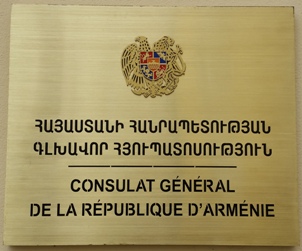 ՀԱՅԱՍՏԱՆԻ ՀԱՆՐԱՊԵՏՈՒԹՅԱՆ
ԳԼԽԱՎՈՐ ՀՅՈՒՊԱՏՈՍՈՒԹՅՈՒՆ
CONSULAT GÉNÉRAL
DE LA RÉPUBLIQUE D'ARMÉNIE